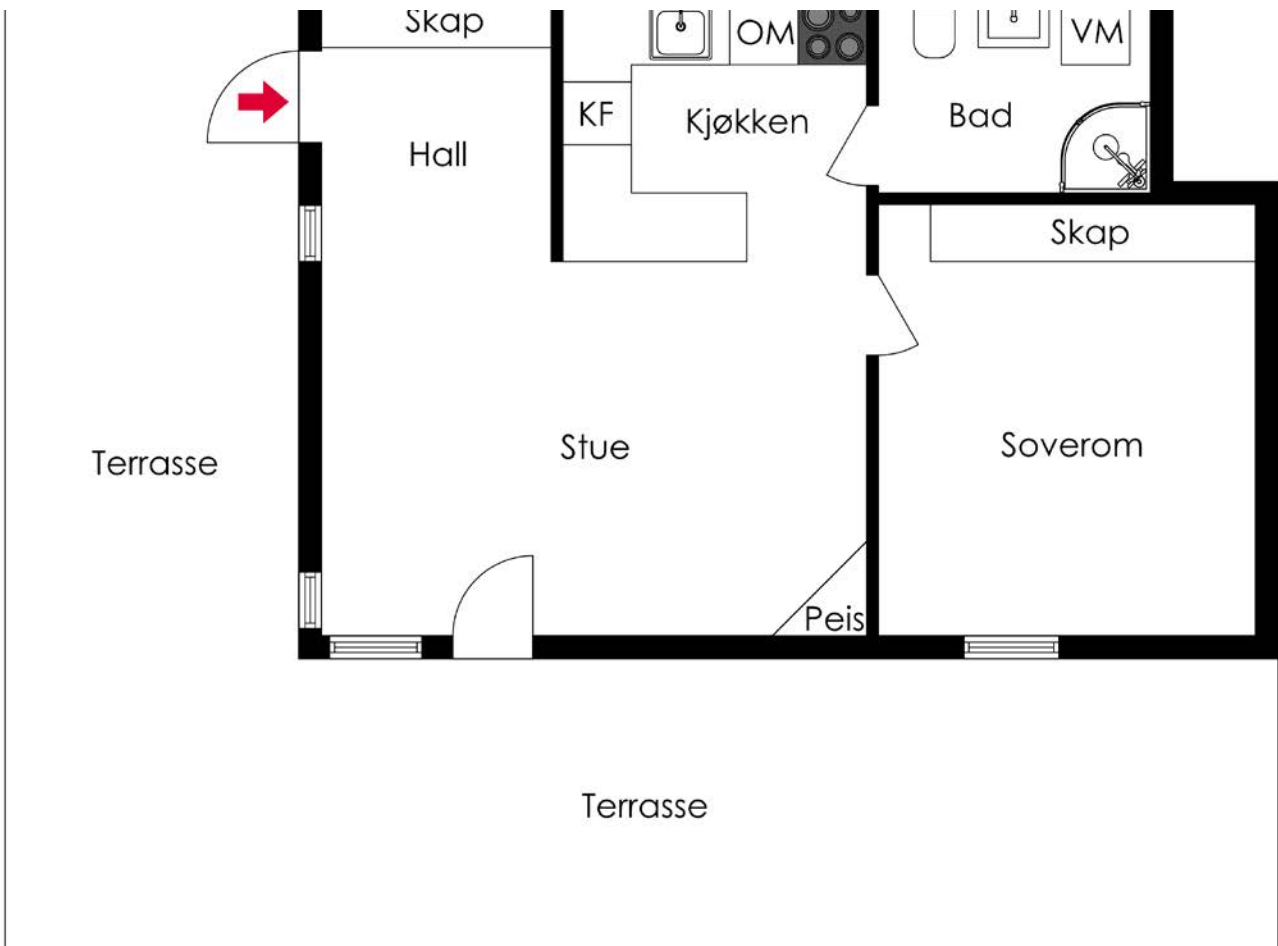 Skap
OM
VM
KF
Kjøkken
Bad
Hall
Skap
Terrasse
Stue
Soverom
Peis
Terrasse